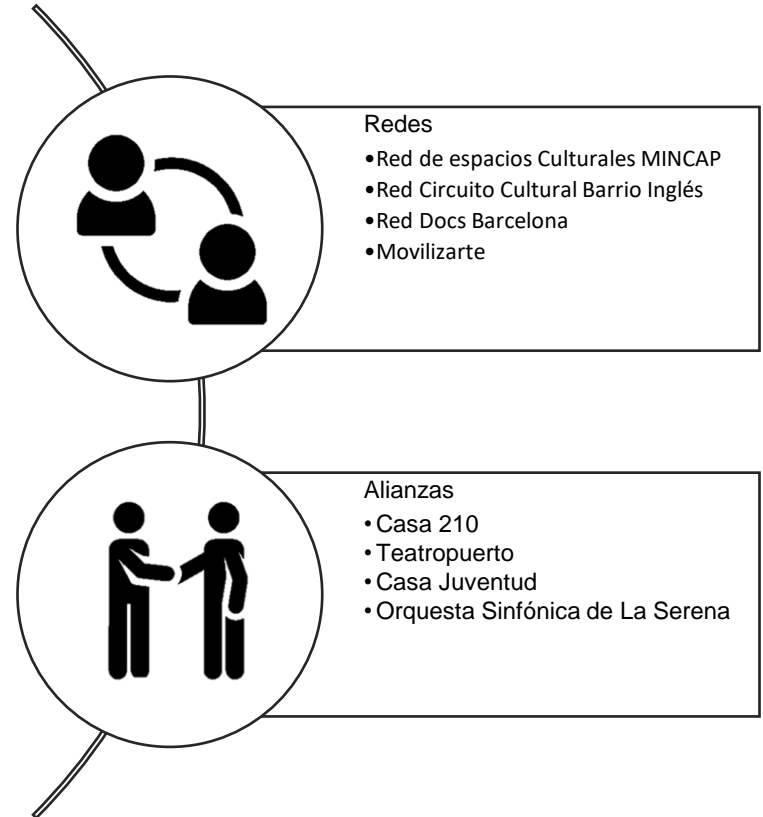 Redes
•Red de espacios Culturales MINCAP
•Red Circuito Cultural Barrio Inglés
•Red Docs Barcelona
•Movilizarte
Alianzas
•Casa 210
•Teatropuerto
•Casa Juventud
•Orquesta Sinfónica de La Serena